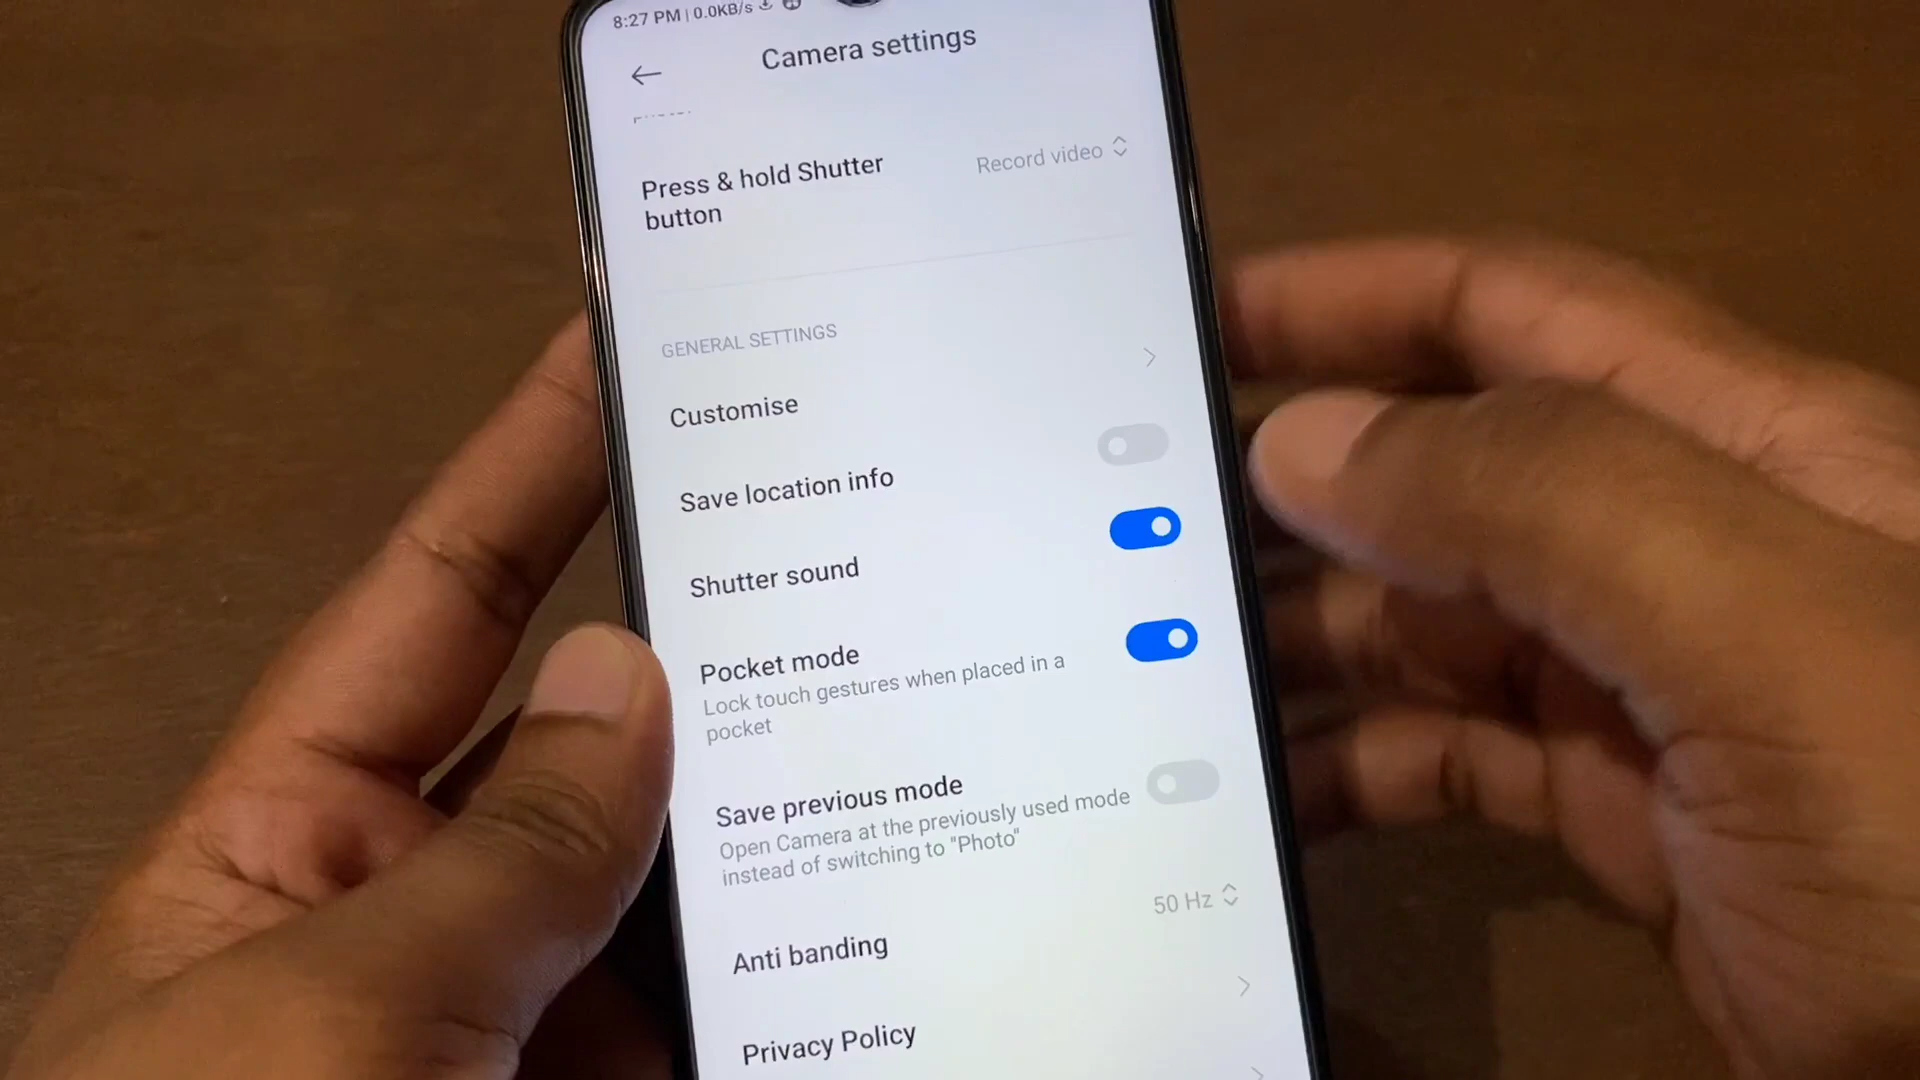 8:27 PM | 0.0KB/s
Camera settings
Press & hold Shutter
button
Record video
GENERAL SETTINGS
Customise
Save location info
Shutter sound
Pocket mode
Lock touch gestures when placed in a
pocket
Save previous mode
Open Camera at the previously used mode
instead of switching to "Photo"
50 Hz
Anti banding
Privacy Policy